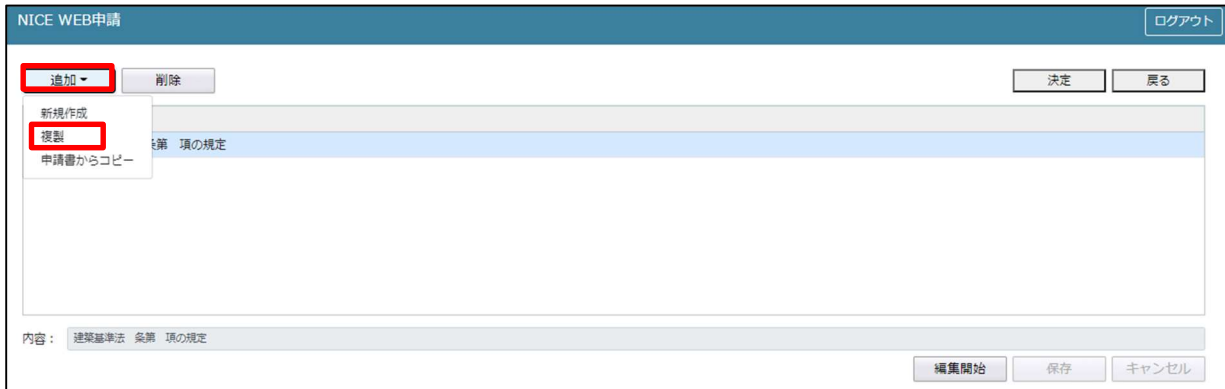 NICE WEB申請 ログアウト
追加 削除 決定 戻る
新規作成
複製
条第 項の規定
申請書からコピー
内容： 建築基準法 条第 項の規定
編集開始 保存 キャンセル